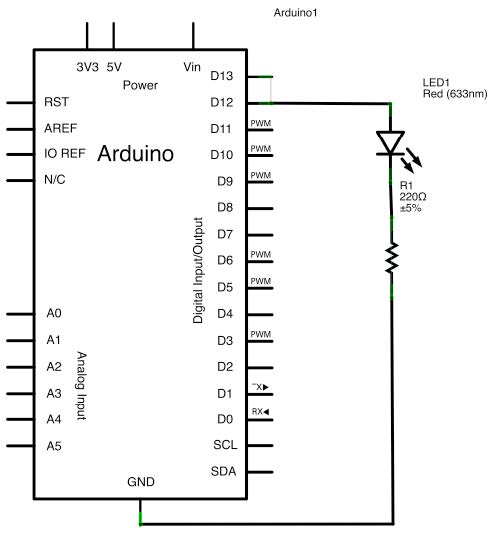 Arduino1
3V3 5V Vin
Power
RST
AREF
IO REF
N/C
Arduino
D13
D12
D11 PWM
D10 PWM
D9 PWM
D8
D7
D6 PWM
D5 PWM
D4
D3 PWM
D2
D1
D0 RX
SCL
SDA
Digital Input/Output
A0
A1
A2
A3
A4
A5
Analog Input
GND
LED1
Red (633nm)
R1
220Ω
±5%